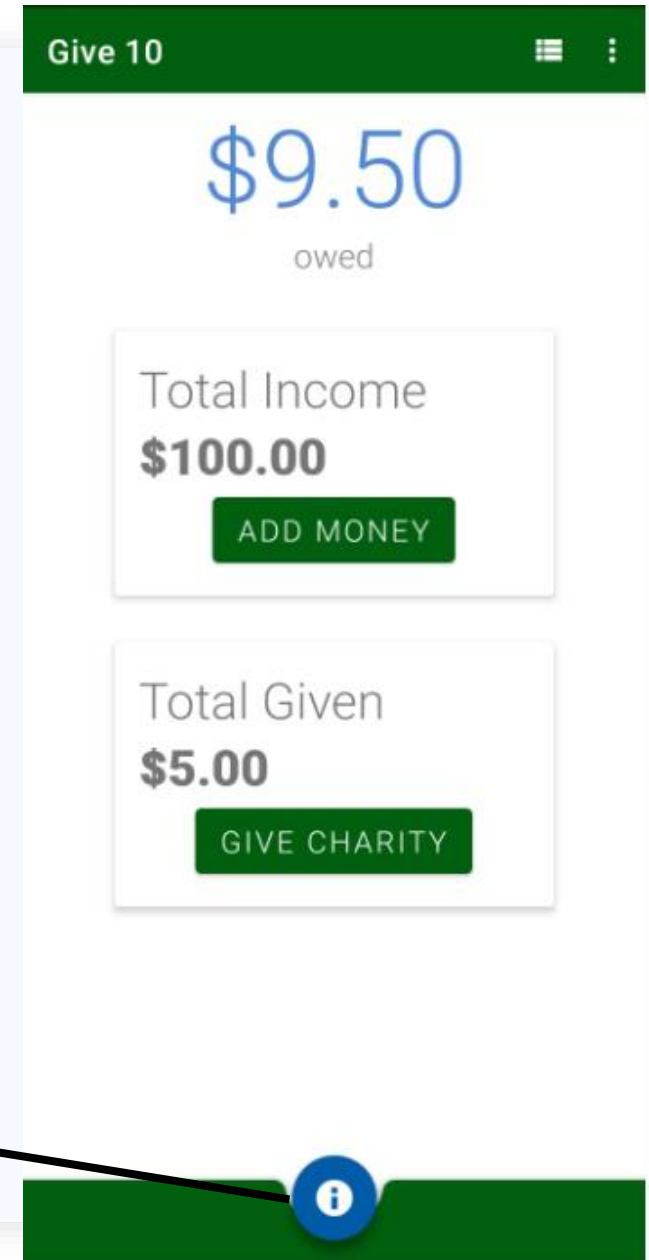 Give 10
$9.50
owed
Total Income
$100.00
ADD MONEY
Total Given
$5.00
GIVE CHARITY